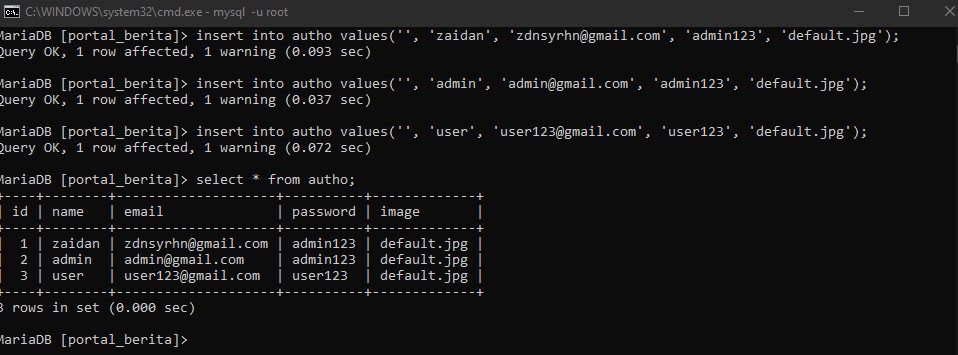 C:\WINDOWS\system32\cmd.exe - mysql -u root
MariaDB [portal_berita]> insert into autho values('', 'zaidan', 'zdnsyrhn@gmail.com', 'admin123', 'default.jpg');
Query OK, 1 row affected, 1 warning (0.093 sec)
MariaDB [portal_berita]> insert into autho values('', 'admin', 'admin@gmail.com', 'admin123', 'default.jpg');
Query OK, 1 row affected, 1 warning (0.037 sec)
MariaDB [portal_berita]> insert into autho values('', 'user', 'user123@gmail.com', 'user123', 'default.jpg');
Query OK, 1 row affected, 1 warning (0.072 sec)
MariaDB [portal_berita]> select * from autho;
+----+--------+--------------------+----------+-------------+
| id | name   | email              | password | image       |
+----+--------+--------------------+----------+-------------+
|  1 | zaidan | zdnsyrhn@gmail.com | admin123 | default.jpg |
|  2 | admin  | admin@gmail.com    | admin123 | default.jpg |
|  3 | user   | user123@gmail.com  | user123  | default.jpg |
+----+--------+--------------------+----------+-------------+
3 rows in set (0.000 sec)
MariaDB [portal_berita]>